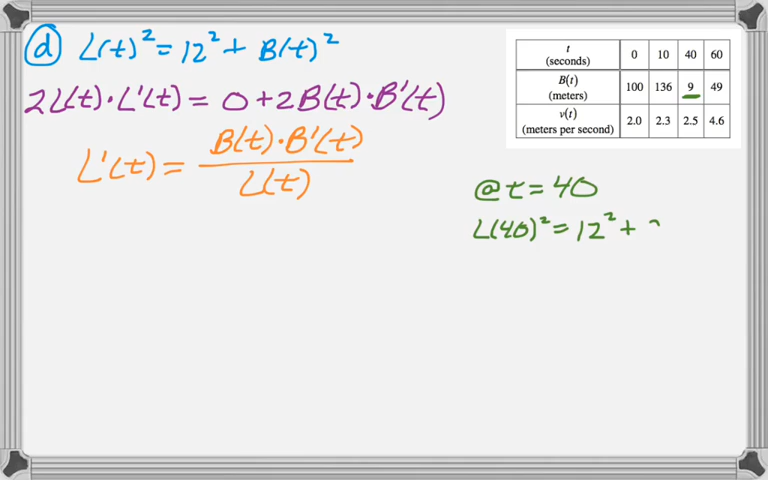 (d) L(t)² = 12² + B(t)²
2L(t)·L'(t) = 0 + 2B(t)·B'(t)
L'(t) = B(t)·B'(t) / L(t)
t (seconds) 0 10 40 60
B(t) (meters) 100 136 9 49
v(t) (meters per second) 2.0 2.3 2.5 4.6
@ t = 40
L(40)² = 12² +